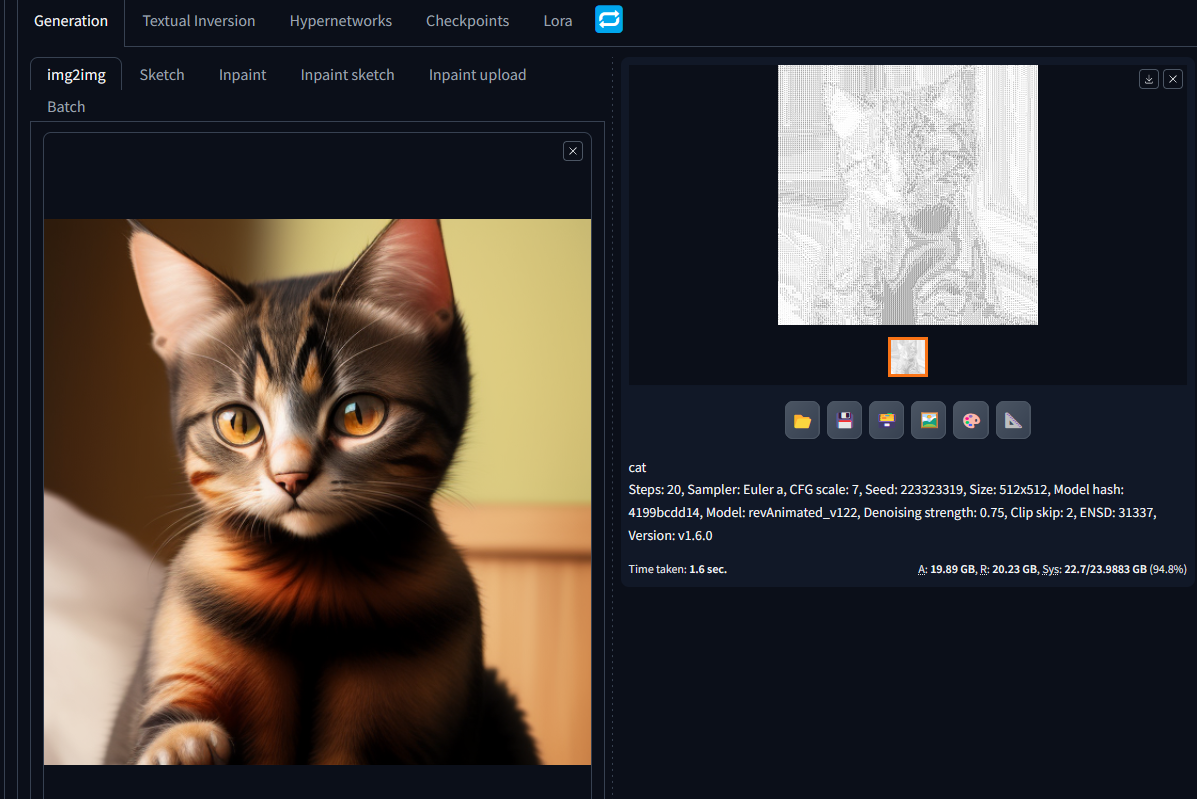 Generation Textual Inversion Hypernetworks Checkpoints Lora
img2img Sketch Inpaint Inpaint sketch Inpaint upload
Batch
cat
Steps: 20, Sampler: Euler a, CFG scale: 7, Seed: 223323319, Size: 512x512, Model hash:
4199bcdd14, Model: revAnimated_v122, Denoising strength: 0.75, Clip skip: 2, ENSD: 31337,
Version: v1.6.0
Time taken: 1.6 sec. A: 19.89 GB, R: 20.23 GB, Sys: 22.7/23.9883 GB (94.8%)